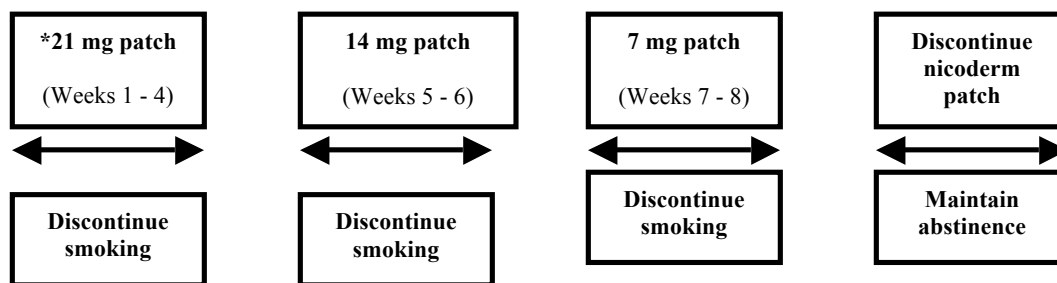 *21 mg patch
(Weeks 1 - 4)
14 mg patch
(Weeks 5 - 6)
7 mg patch
(Weeks 7 - 8)
Discontinue
nicoderm
patch
Discontinue
smoking
Discontinue
smoking
Discontinue
smoking
Maintain
abstinence